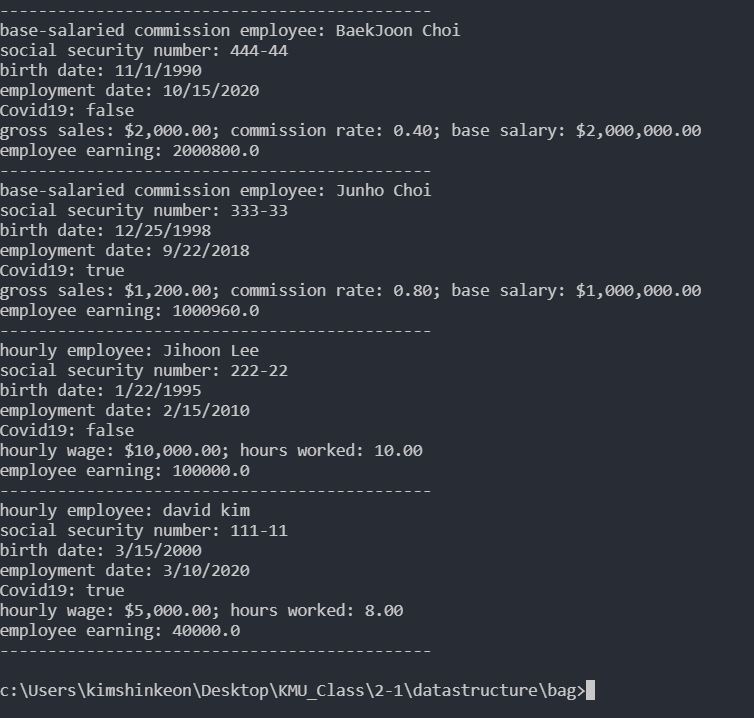 ---------------------------------------------
base-salaried commission employee: BaekJoon Choi
social security number: 444-44
birth date: 11/1/1990
employment date: 10/15/2020
Covid19: false
gross sales: $2,000.00; commission rate: 0.40; base salary: $2,000,000.00
employee earning: 2000800.0
---------------------------------------------
base-salaried commission employee: Junho Choi
social security number: 333-33
birth date: 12/25/1998
employment date: 9/22/2018
Covid19: true
gross sales: $1,200.00; commission rate: 0.80; base salary: $1,000,000.00
employee earning: 1000960.0
---------------------------------------------
hourly employee: Jihoon Lee
social security number: 222-22
birth date: 1/22/1995
employment date: 2/15/2010
Covid19: false
hourly wage: $10,000.00; hours worked: 10.00
employee earning: 100000.0
---------------------------------------------
hourly employee: david kim
social security number: 111-11
birth date: 3/15/2000
employment date: 3/10/2020
Covid19: true
hourly wage: $5,000.00; hours worked: 8.00
employee earning: 40000.0
---------------------------------------------
c:\Users\kimshinkeon\Desktop\KMU_Class\2-1\datastructure\bag>